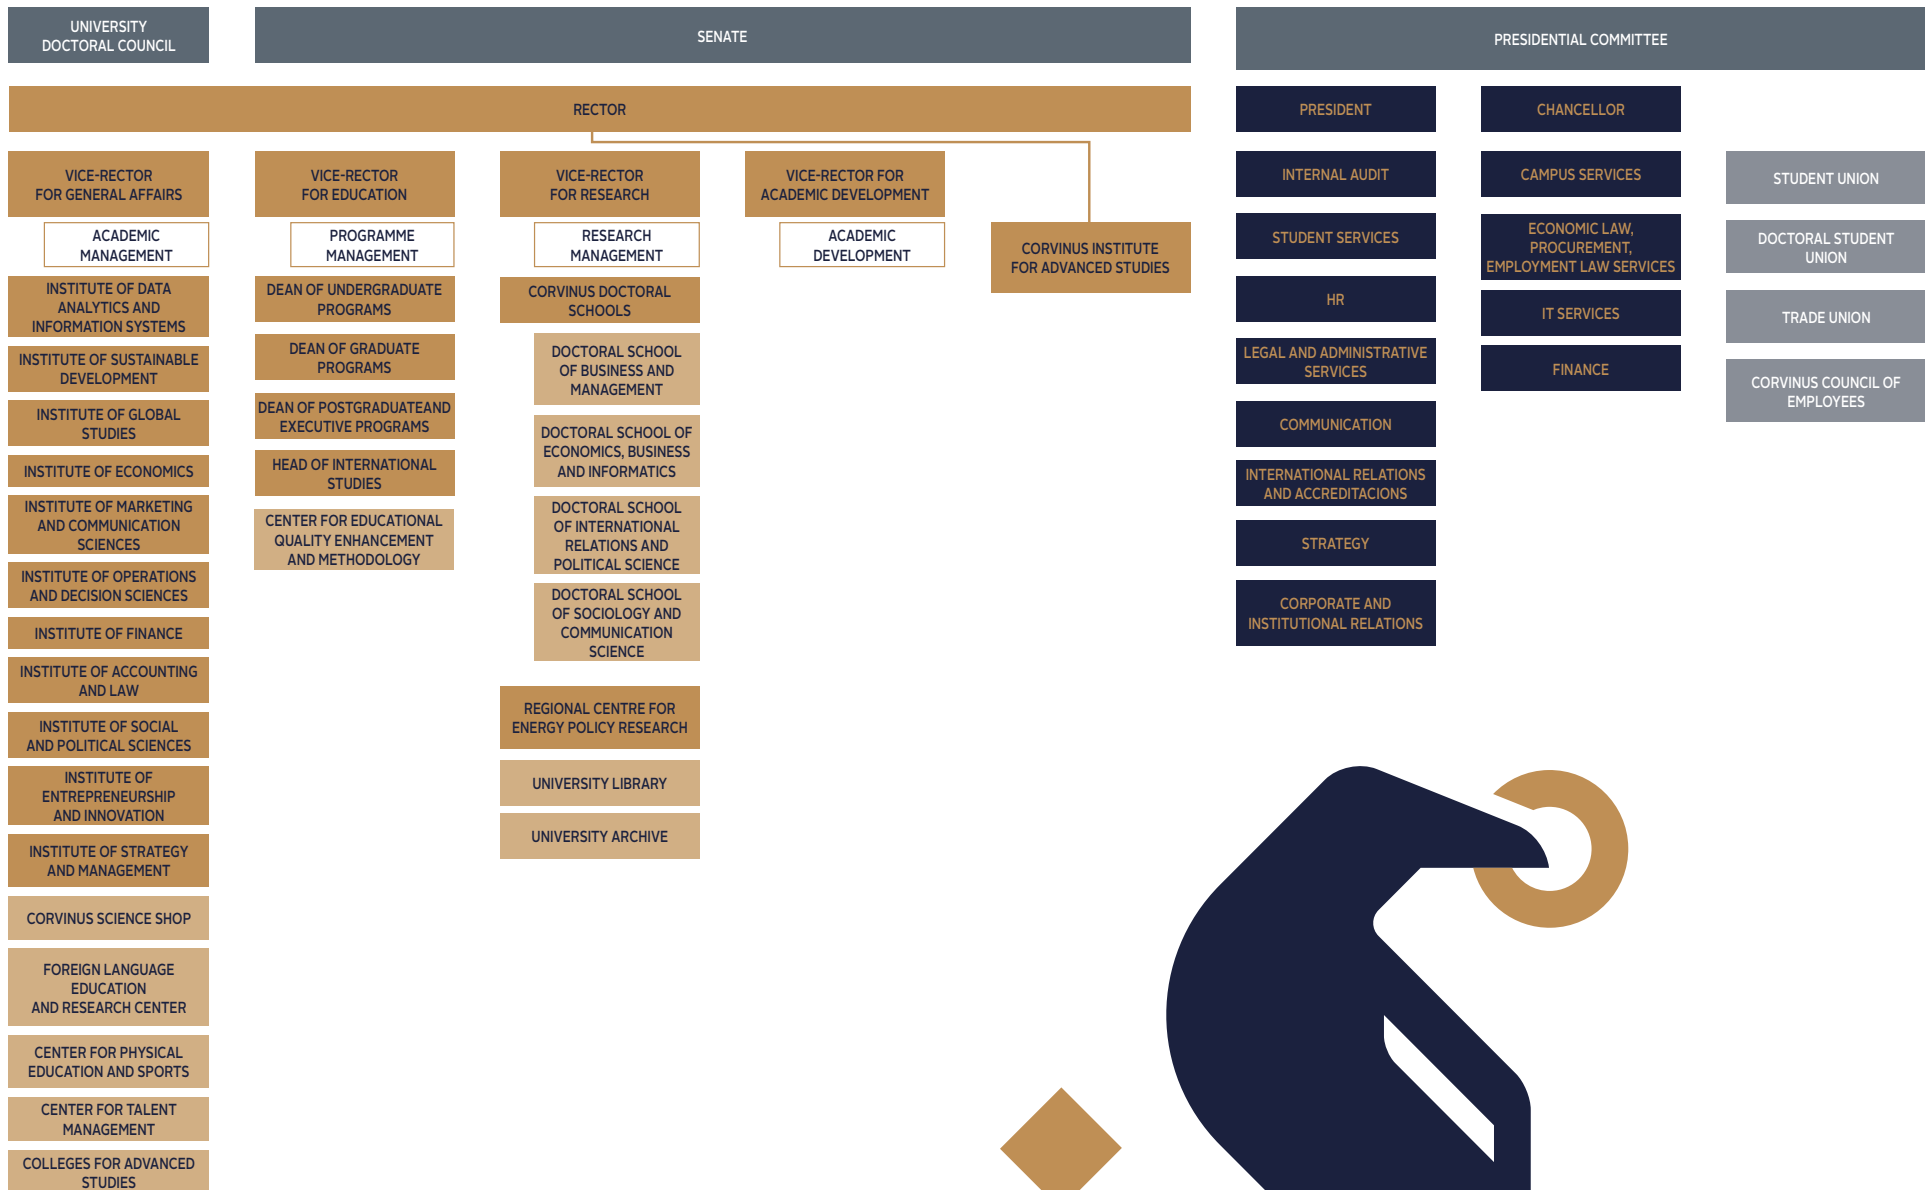 UNIVERSITY
DOCTORAL COUNCIL
SENATE
PRESIDENTIAL COMMITTEE
RECTOR
PRESIDENT
CHANCELLOR
VICE-RECTOR
FOR GENERAL AFFAIRS
ACADEMIC
MANAGEMENT
INSTITUTE OF DATA
ANALYTICS AND
INFORMATION SYSTEMS
INSTITUTE OF SUSTAINABLE
DEVELOPMENT
INSTITUTE OF GLOBAL
STUDIES
INSTITUTE OF ECONOMICS
INSTITUTE OF MARKETING
AND COMMUNICATION
SCIENCES
INSTITUTE OF OPERATIONS
AND DECISION SCIENCES
INSTITUTE OF FINANCE
INSTITUTE OF ACCOUNTING
AND LAW
INSTITUTE OF SOCIAL
AND POLITICAL SCIENCES
INSTITUTE OF
ENTREPRENEURSHIP
AND INNOVATION
INSTITUTE OF STRATEGY
AND MANAGEMENT
CORVINUS SCIENCE SHOP
FOREIGN LANGUAGE
EDUCATION
AND RESEARCH CENTER
CENTER FOR PHYSICAL
EDUCATION AND SPORTS
CENTER FOR TALENT
MANAGEMENT
COLLEGES FOR ADVANCED
STUDIES
VICE-RECTOR
FOR EDUCATION
PROGRAMME
MANAGEMENT
DEAN OF UNDERGRADUATE
PROGRAMS
DEAN OF GRADUATE
PROGRAMS
DEAN OF POSTGRADUATEAND
EXECUTIVE PROGRAMS
HEAD OF INTERNATIONAL
STUDIES
CENTER FOR EDUCATIONAL
QUALITY ENHANCEMENT
AND METHODOLOGY
VICE-RECTOR
FOR RESEARCH
RESEARCH
MANAGEMENT
CORVINUS DOCTORAL
SCHOOLS
DOCTORAL SCHOOL
OF BUSINESS AND
MANAGEMENT
DOCTORAL SCHOOL OF
ECONOMICS, BUSINESS
AND INFORMATICS
DOCTORAL SCHOOL
OF INTERNATIONAL
RELATIONS AND
POLITICAL SCIENCE
DOCTORAL SCHOOL
OF SOCIOLOGY AND
COMMUNICATION
SCIENCE
REGIONAL CENTRE FOR
ENERGY POLICY RESEARCH
UNIVERSITY LIBRARY
UNIVERSITY ARCHIVE
VICE-RECTOR FOR
ACADEMIC DEVELOPMENT
ACADEMIC
DEVELOPMENT
CORVINUS INSTITUTE
FOR ADVANCED STUDIES
INTERNAL AUDIT
STUDENT SERVICES
HR
LEGAL AND ADMINISTRATIVE
SERVICES
COMMUNICATION
INTERNATIONAL RELATIONS
AND ACCREDITACIONS
STRATEGY
CORPORATE AND
INSTITUTIONAL RELATIONS
CAMPUS SERVICES
ECONOMIC LAW,
PROCUREMENT,
EMPLOYMENT LAW SERVICES
IT SERVICES
FINANCE
STUDENT UNION
DOCTORAL STUDENT
UNION
TRADE UNION
CORVINUS COUNCIL OF
EMPLOYEES